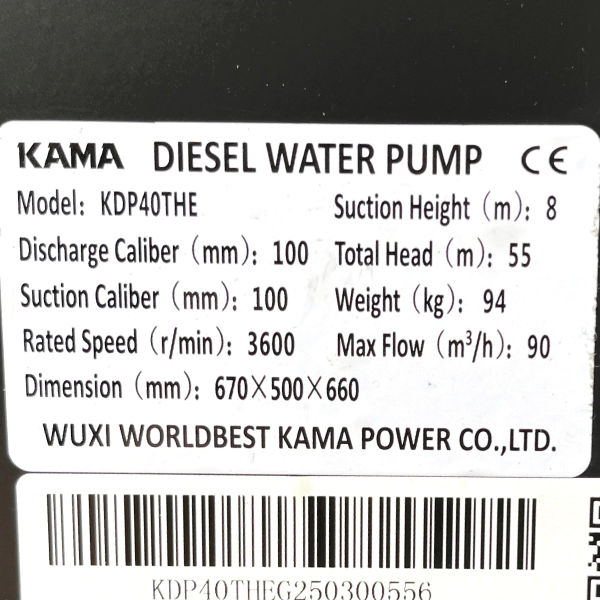 KAMA DIESEL WATER PUMP CE
Model: KDP40THE Suction Height (m): 8
Discharge Caliber (mm): 100 Total Head (m): 55
Suction Caliber (mm): 100 Weight (kg): 94
Rated Speed (r/min): 3600 Max Flow (m³/h): 90
Dimension (mm): 670×500×660
WUXI WORLDBEST KAMA POWER CO.,LTD.
KDP40THEG250300556